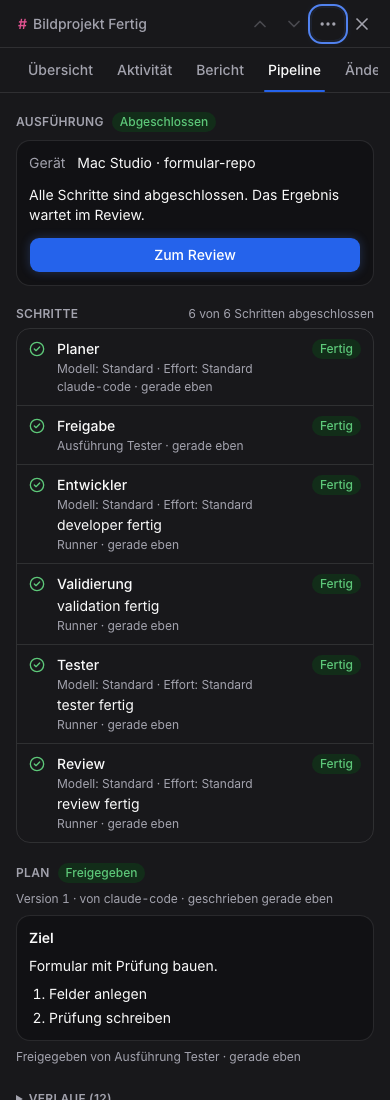 # Bildprojekt Fertig
Übersicht Aktivität Bericht Pipeline Ände
AUSFÜHRUNG Abgeschlossen
Gerät Mac Studio · formular-repo
Alle Schritte sind abgeschlossen. Das Ergebnis
wartet im Review.
Zum Review
SCHRITTE 6 von 6 Schritten abgeschlossen
Planer Fertig
Modell: Standard · Effort: Standard
claude-code · gerade eben
Freigabe Fertig
Ausführung Tester · gerade eben
Entwickler Fertig
Modell: Standard · Effort: Standard
developer fertig
Runner · gerade eben
Validierung Fertig
validation fertig
Runner · gerade eben
Tester Fertig
Modell: Standard · Effort: Standard
tester fertig
Runner · gerade eben
Review Fertig
Modell: Standard · Effort: Standard
review fertig
Runner · gerade eben
PLAN Freigegeben
Version 1 · von claude-code · geschrieben gerade eben
Ziel
Formular mit Prüfung bauen.
1. Felder anlegen
2. Prüfung schreiben
Freigegeben von Ausführung Tester · gerade eben
VERLAUF (12)